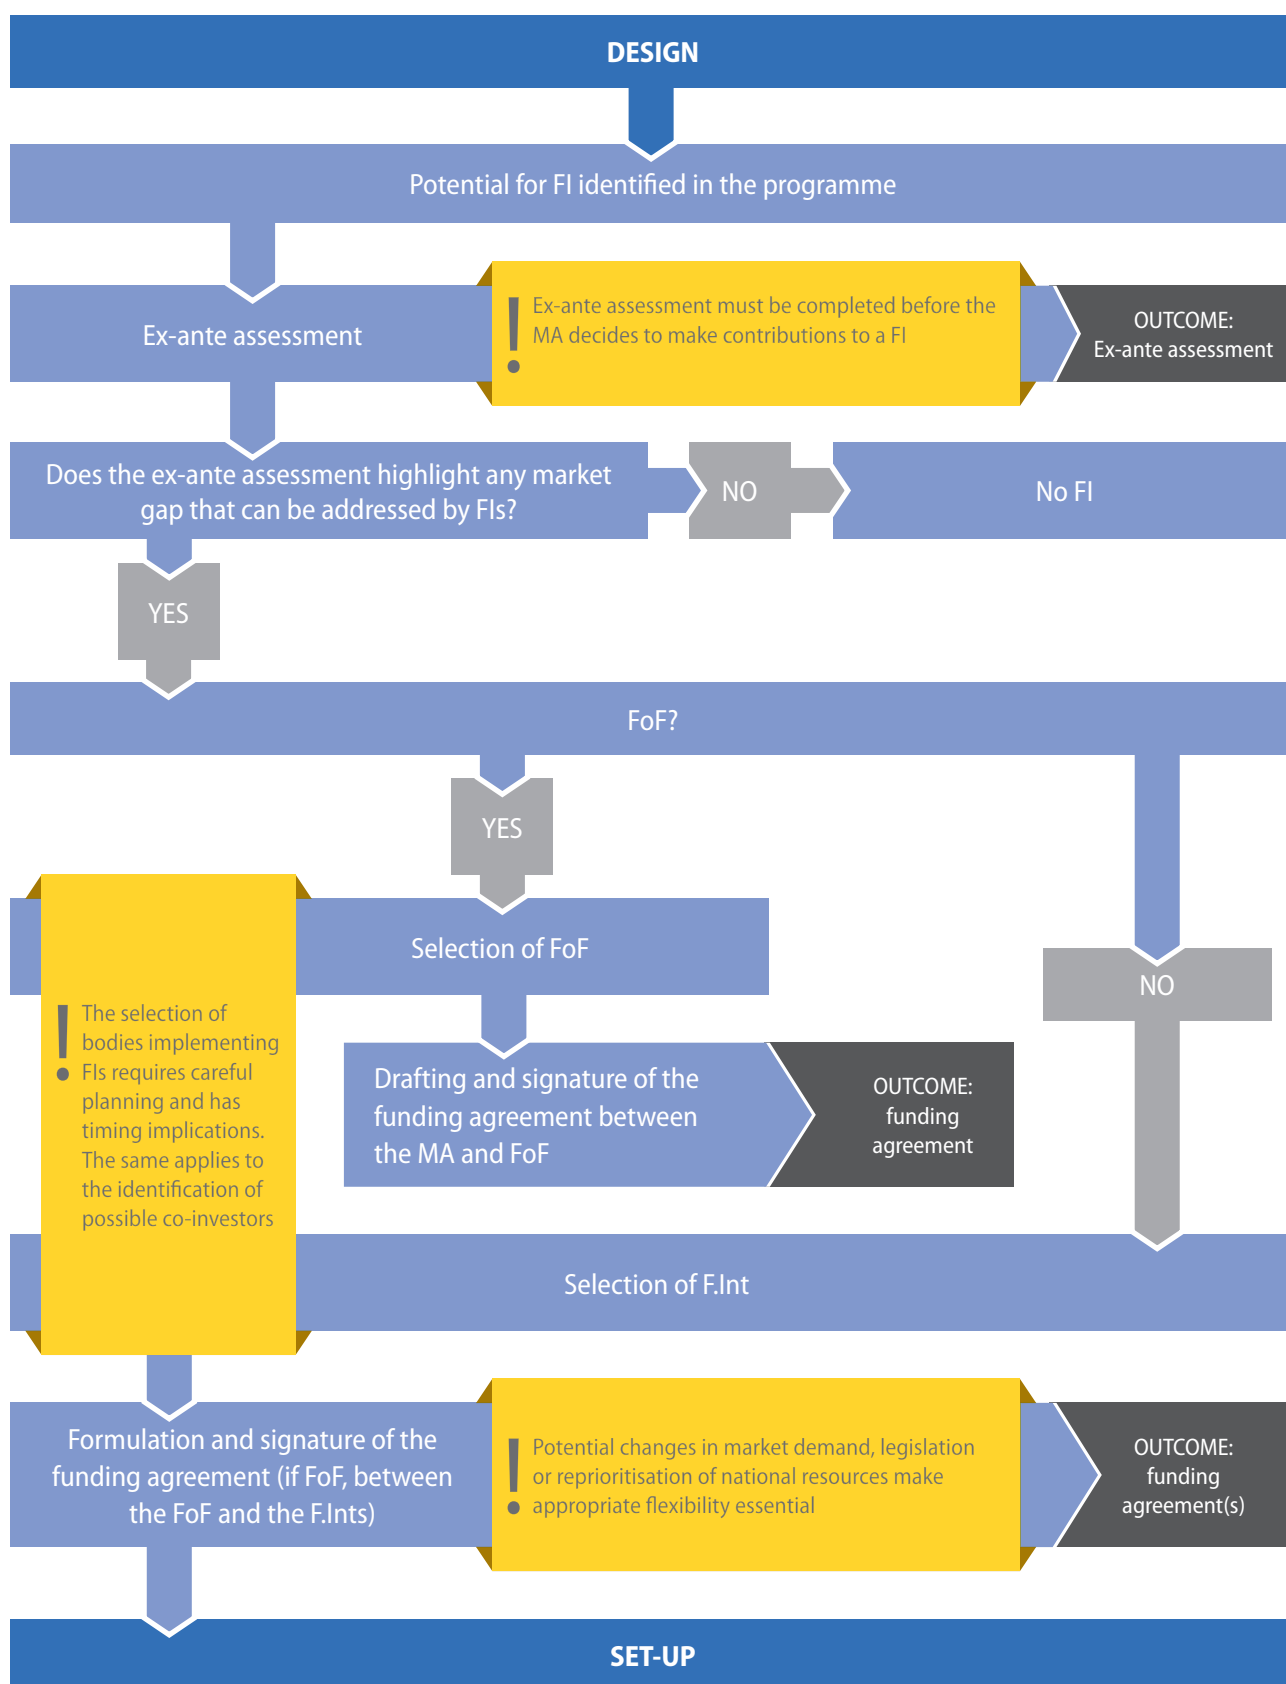 DESIGN
Potential for FI identified in the programme
Ex-ante assessment
! Ex-ante assessment must be completed before the
MA decides to make contributions to a FI
OUTCOME:
Ex-ante assessment
Does the ex-ante assessment highlight any market
gap that can be addressed by FIs?
NO
No FI
YES
FoF?
YES
Selection of FoF
NO
! The selection of
bodies implementing
FIs requires careful
planning and has
timing implications.
The same applies to
the identification of
possible co-investors
Drafting and signature of the
funding agreement between
the MA and FoF
OUTCOME:
funding
agreement
Selection of F.Int
Formulation and signature of the
funding agreement (if FoF, between
the FoF and the F.Ints)
! Potential changes in market demand, legislation
or reprioritisation of national resources make
appropriate flexibility essential
OUTCOME:
funding
agreement(s)
SET-UP